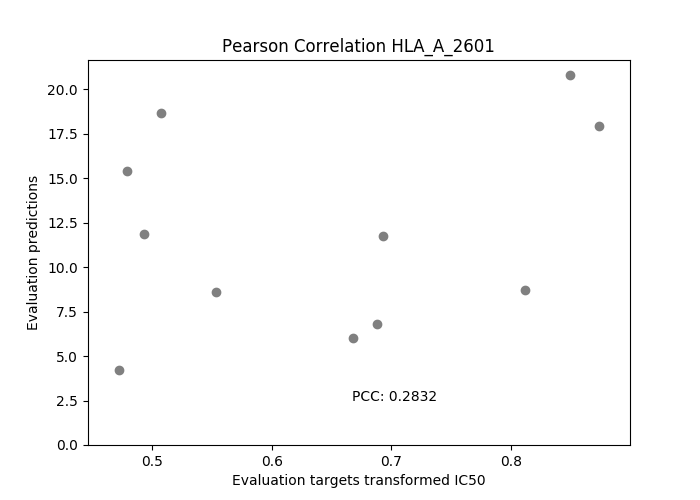 Pearson Correlation HLA_A_2601
20.0
17.5
15.0
12.5
10.0
7.5
5.0
2.5
0.0
Evaluation predictions
PCC: 0.2832
0.5 0.6 0.7 0.8
Evaluation targets transformed IC50